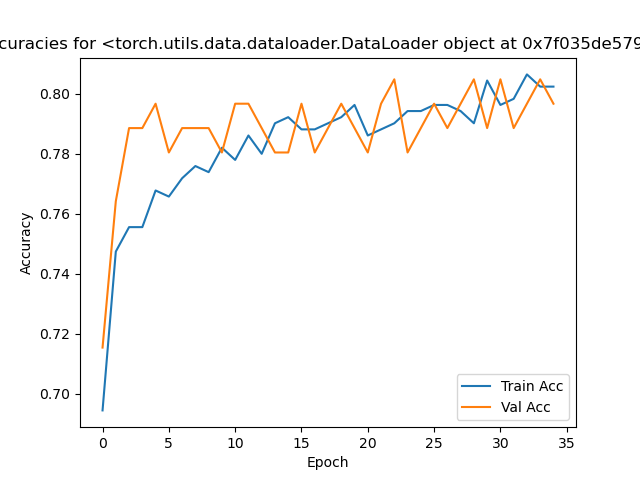 curacies for <torch.utils.data.dataloader.DataLoader object at 0x7f035de579
0.80
0.78
0.76
0.74
0.72
0.70
Accuracy
Train Acc
Val Acc
0 5 10 15 20 25 30 35
Epoch